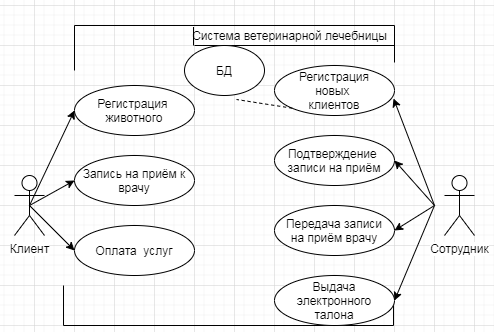 Система ветеринарной лечебницы
БД
Регистрация
новых
клиентов
Регистрация
животного
Подтверждение
записи на приём
Запись на приём к
врачу
Передача записи
на приём врачу
Клиент
Оплата услуг
Сотрудник
Выдача
электронного
талона